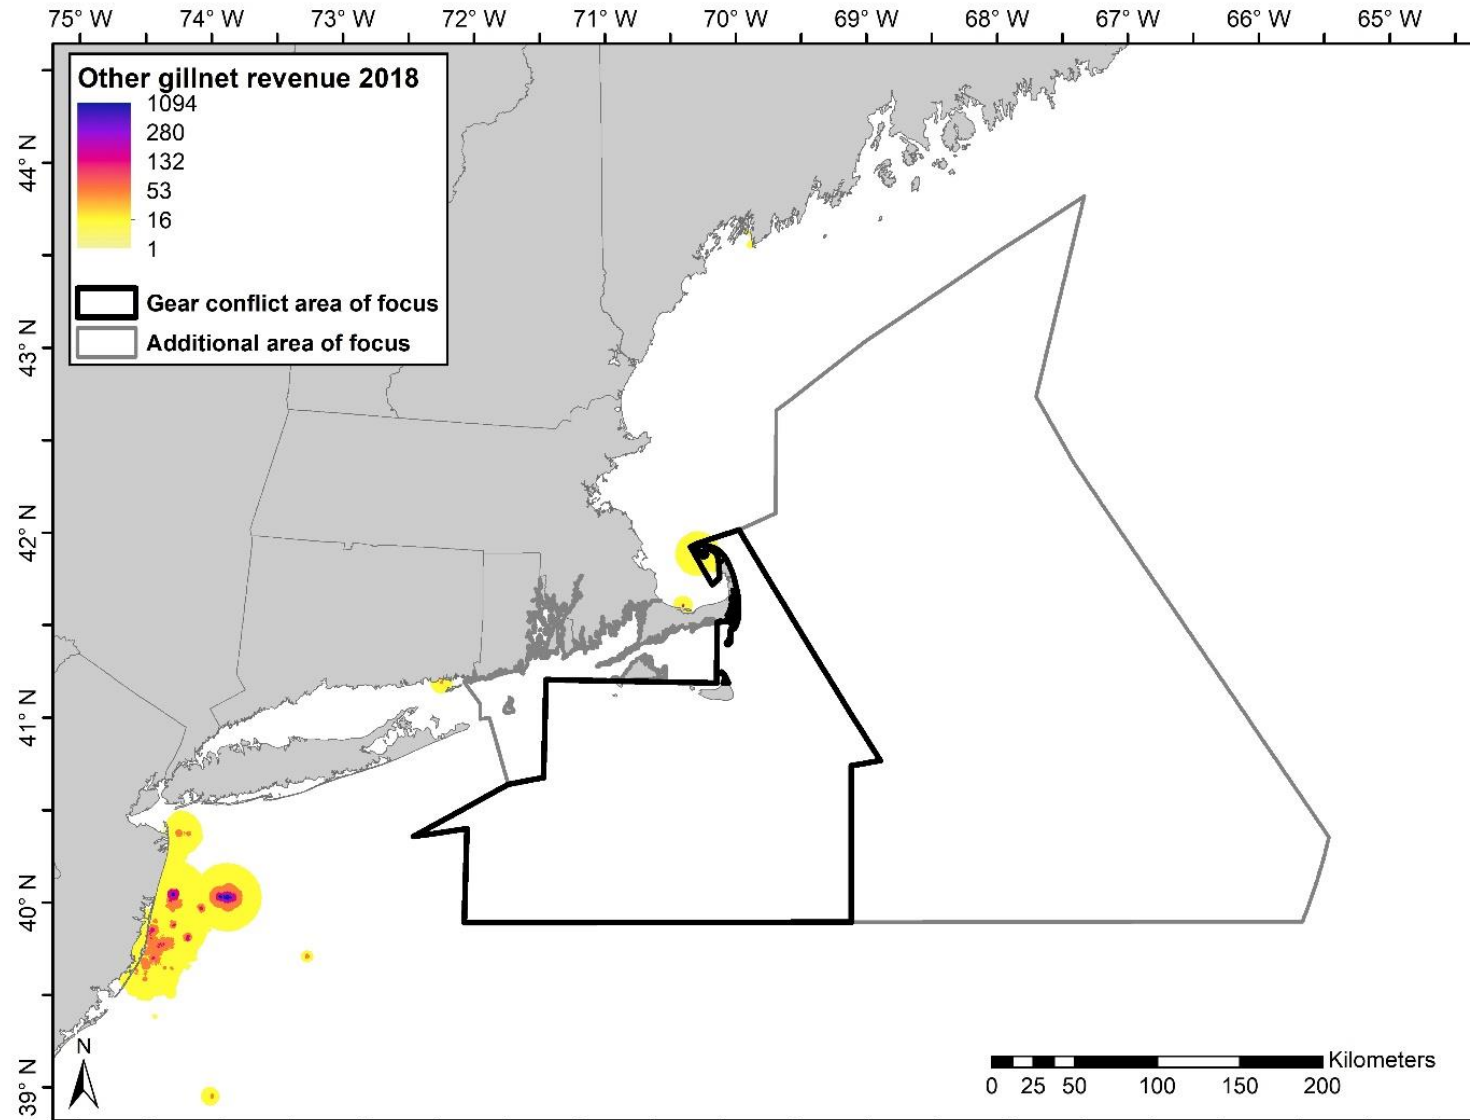 75° W 74° W 73° W 72° W 71° W 70° W 69° W 68° W 67° W 66° W 65° W
Other gillnet revenue 2018
1094
280
132
53
16
1
Gear conflict area of focus
Additional area of focus
44° N
43° N
42° N
41° N
40° N
39° N
N
Kilometers
0 25 50 100 150 200